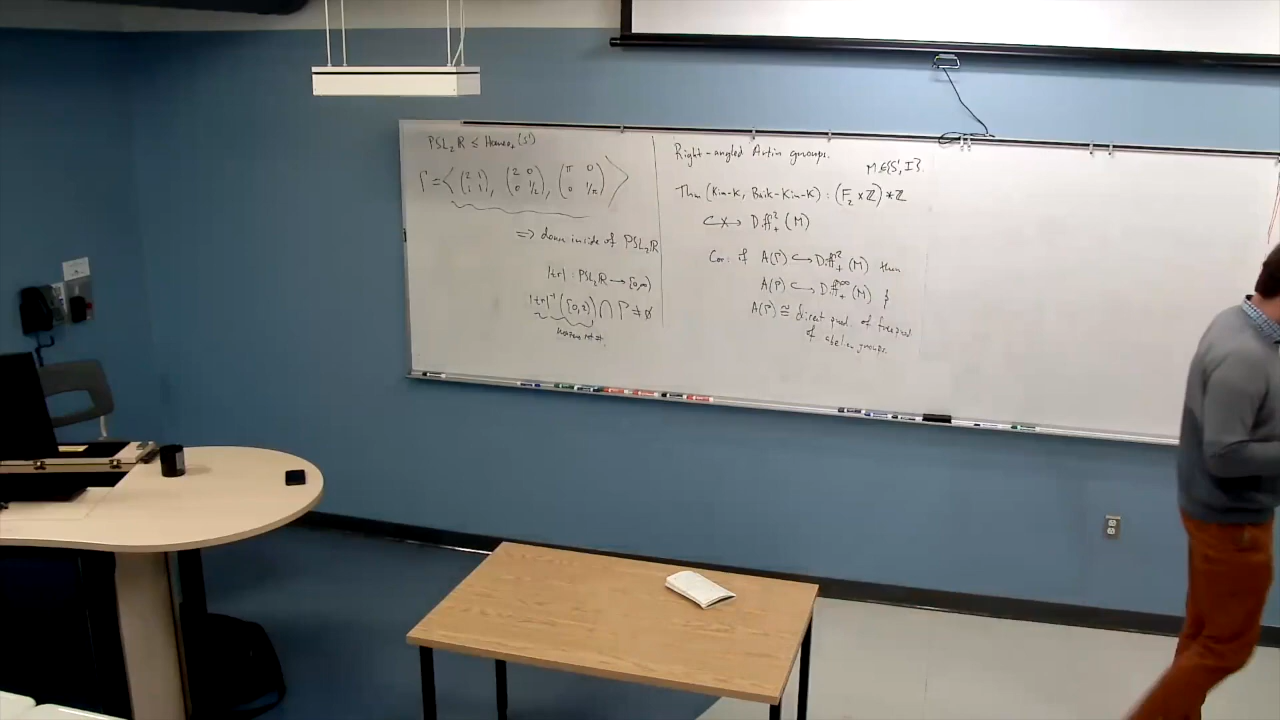 PSL₂ℝ ≤ Homeo₊(S¹)
Γ = ⟨ (2 1; 1 1), (2 0; 0 1/2), (π 0; 0 1/π) ⟩
⇒ down inside of PSL₂ℝ
|tr| : PSL₂ℝ → [0,∞)
|tr|⁻¹([0,2)) ∩ Γ ≠ ∅
Right-angled Artin groups.
M ∈ {S¹, I}.
Thm (Kim-K, Baik-Kim-K) : (F₂ × ℤ) * ℤ
↪̸ Diff²₊(M)
Cor: if A(Γ) ↪ Diff²₊(M) then
A(Γ) ↪ Diff^∞₊(M) &
A(Γ) ≅ direct prod. of free prod.
of abelian groups.